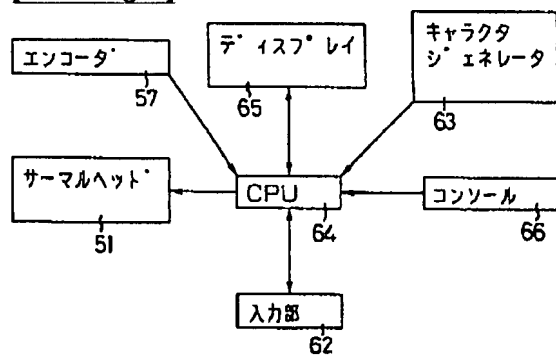 エンコーダ
57
ディスプレイ
65
キャラクタ
ジェネレータ
63
サーマルヘッド
51
CPU
64
コンソール
66
入力部
62